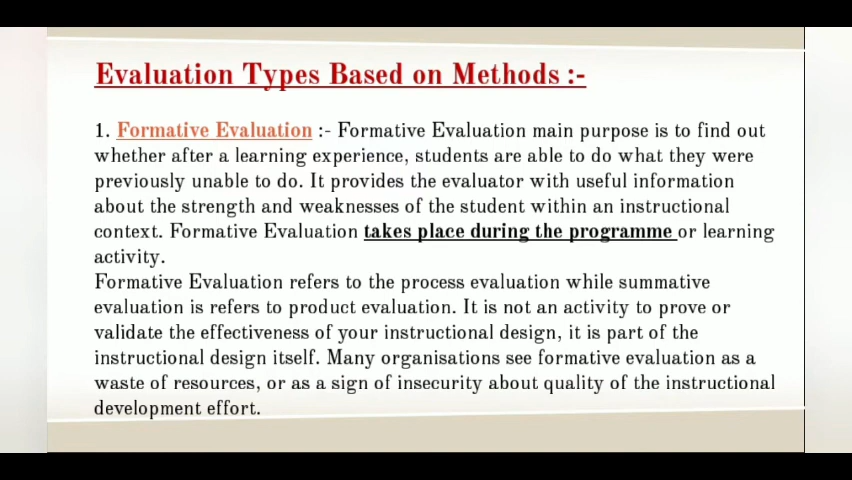 Evaluation Types Based on Methods :-
1. Formative Evaluation :- Formative Evaluation main purpose is to find out
whether after a learning experience, students are able to do what they were
previously unable to do. It provides the evaluator with useful information
about the strength and weaknesses of the student within an instructional
context. Formative Evaluation takes place during the programme or learning
activity.
Formative Evaluation refers to the process evaluation while summative
evaluation is refers to product evaluation. It is not an activity to prove or
validate the effectiveness of your instructional design, it is part of the
instructional design itself. Many organisations see formative evaluation as a
waste of resources, or as a sign of insecurity about quality of the instructional
development effort.